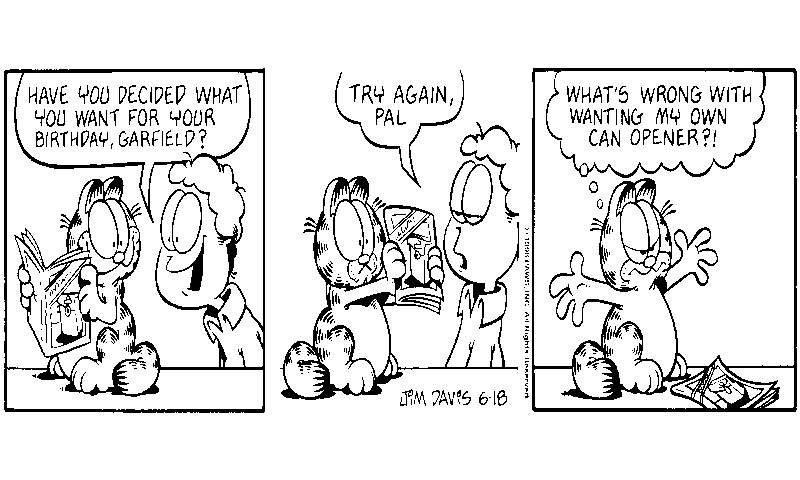 HAVE YOU DECIDED WHAT
YOU WANT FOR YOUR
BIRTHDAY, GARFIELD?
TRY AGAIN,
PAL
JIM DAVIS 6-18
WHAT'S WRONG WITH
WANTING MY OWN
CAN OPENER?!